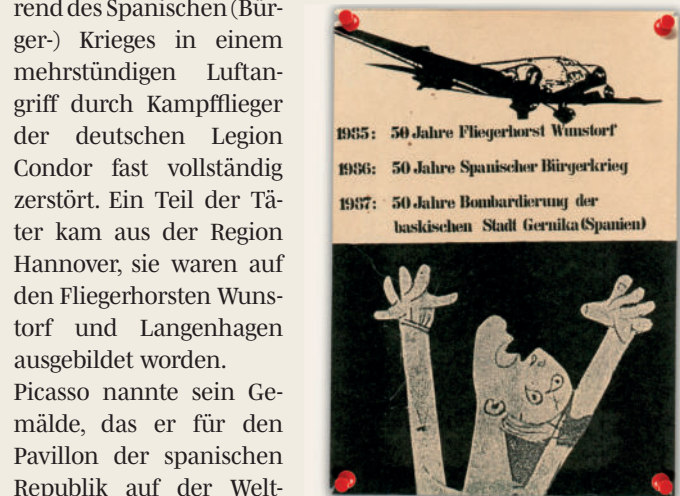 rend des Spanischen (Bür-
ger-) Krieges in einem
mehrstündigen Luftan-
griff durch Kampfflieger
der deutschen Legion
Condor fast vollständig
zerstört. Ein Teil der Tä-
ter kam aus der Region
Hannover, sie waren auf
den Fliegerhorsten Wuns-
torf und Langenhagen
ausgebildet worden.
Picasso nannte sein Ge-
mälde, das er für den
Pavillon der spanischen
Republik auf der Welt-
1985: 50 Jahre Fliegerhorst Wunstorf
1986: 50 Jahre Spanischer Bürgerkrieg
1987: 50 Jahre Bombardierung der
baskischen Stadt Gernika (Spanien)